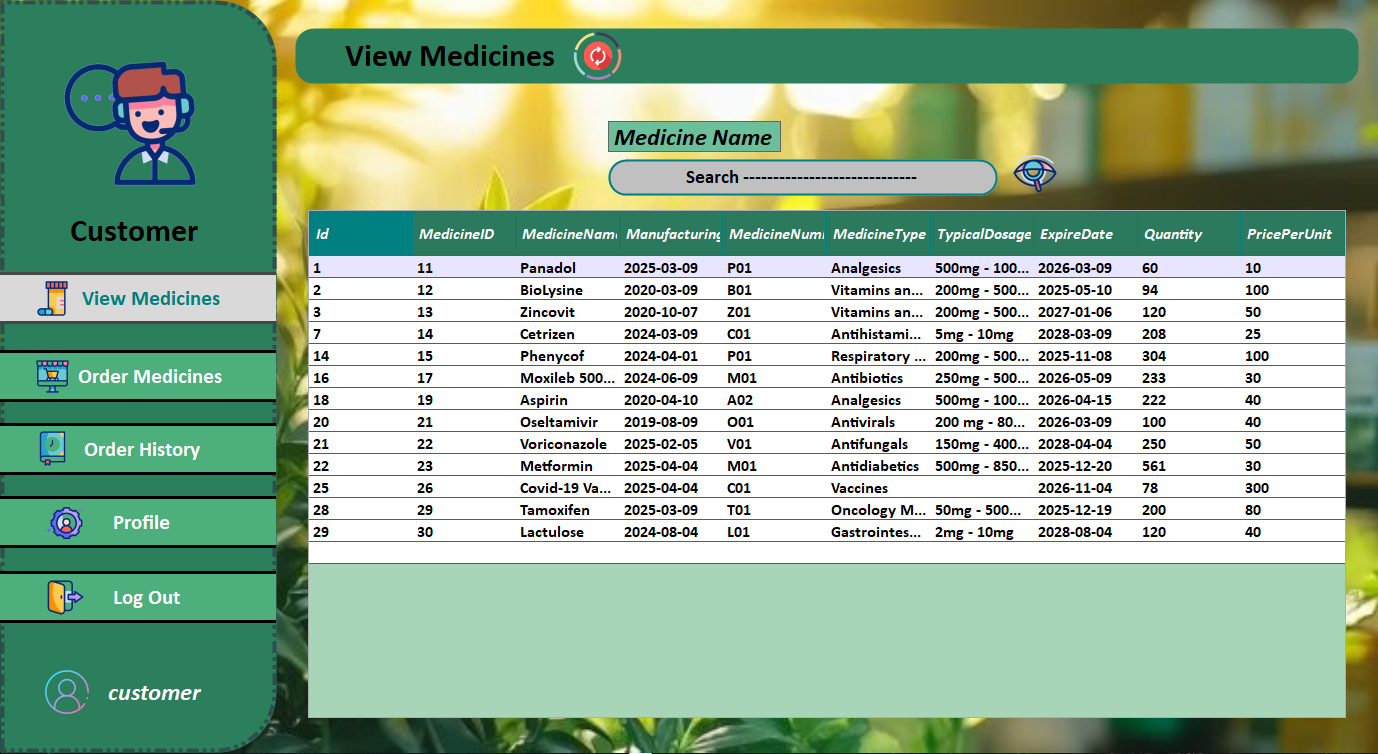 View Medicines
Medicine Name
Search -----------------------------
Customer
View Medicines
Order Medicines
Order History
Profile
Log Out
customer
Id MedicineID MedicineName Manufacturing MedicineNum MedicineType TypicalDosage ExpireDate Quantity PricePerUnit
1 11 Panadol 2025-03-09 P01 Analgesics 500mg - 100... 2026-03-09 60 10
2 12 BioLysine 2020-03-09 B01 Vitamins an... 200mg - 500... 2025-05-10 94 100
3 13 Zincovit 2020-10-07 Z01 Vitamins an... 200mg - 500... 2027-01-06 120 50
7 14 Cetrizen 2024-03-09 C01 Antihistami... 5mg - 10mg 2028-03-09 208 25
14 15 Phenycof 2024-04-01 P01 Respiratory ... 200mg - 500... 2025-11-08 304 100
16 17 Moxileb 500... 2024-06-09 M01 Antibiotics 250mg - 500... 2026-05-09 233 30
18 19 Aspirin 2020-04-10 A02 Analgesics 500mg - 100... 2026-04-15 222 40
20 21 Oseltamivir 2019-08-09 O01 Antivirals 200 mg - 80... 2026-03-09 100 40
21 22 Voriconazole 2025-02-05 V01 Antifungals 150mg - 400... 2028-04-04 250 50
22 23 Metformin 2025-04-04 M01 Antidiabetics 500mg - 850... 2025-12-20 561 30
25 26 Covid-19 Va... 2025-04-04 C01 Vaccines 2026-11-04 78 300
28 29 Tamoxifen 2025-03-09 T01 Oncology M... 50mg - 500... 2025-12-19 200 80
29 30 Lactulose 2024-08-04 L01 Gastrointes... 2mg - 10mg 2028-08-04 120 40